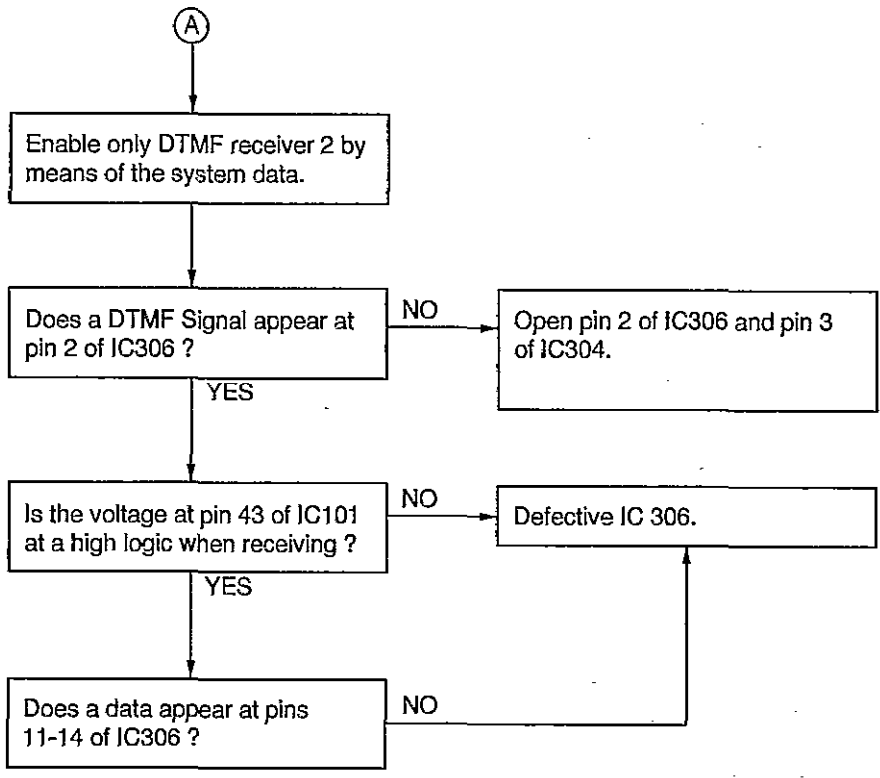 A
Enable only DTMF receiver 2 by
means of the system data.
Does a DTMF Signal appear at
pin 2 of IC306 ?
NO
Open pin 2 of IC306 and pin 3
of IC304.
YES
Is the voltage at pin 43 of IC101
at a high logic when receiving ?
NO
Defective IC 306.
YES
Does a data appear at pins
11-14 of IC306 ?
NO